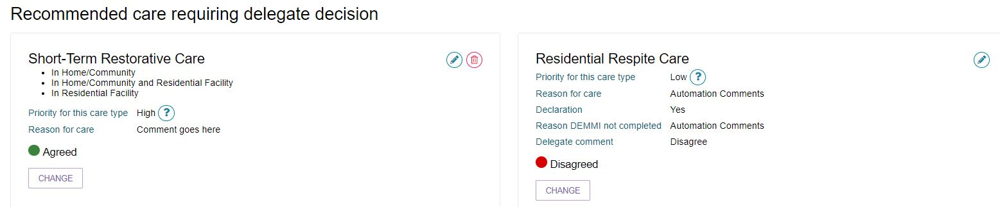 Recommended care requiring delegate decision
Short-Term Restorative Care
In Home/Community
In Home/Community and Residential Facility
In Residential Facility
Priority for this care type High ?
Reason for care Comment goes here
Agreed
CHANGE
Residential Respite Care
Priority for this care type Low ?
Reason for care Automation Comments
Declaration Yes
Reason DEMMI not completed Automation Comments
Delegate comment Disagree
Disagreed
CHANGE